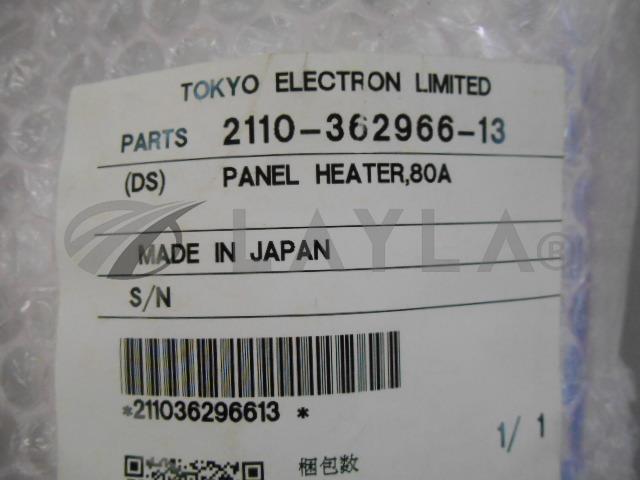 TOKYO ELECTRON LIMITED
PARTS 2110-362966-13
(DS) PANEL HEATER,80A
LAYLA®
MADE IN JAPAN
S/N
*211036296613 *
1/ 1
梱包数